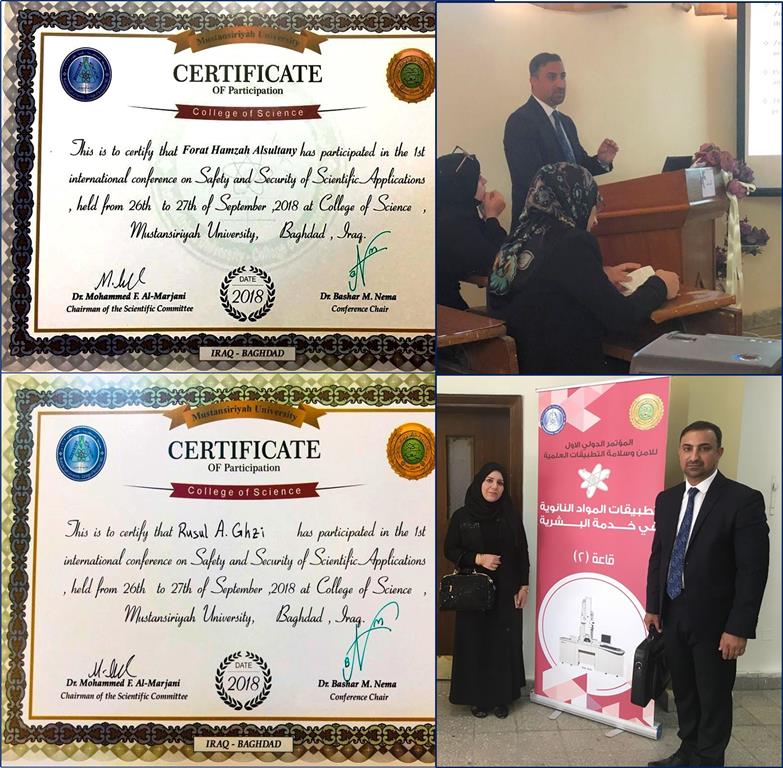 Mustansiriyah University
CERTIFICATE
OF Participation
College of Science
This is to certify that Forat Hamzah Alsultany has participated in the 1st
international conference on Safety and Security of Scientific Applications
, held from 26th to 27th of September ,2018 at College of Science ,
Mustansiriyah University, Baghdad , Iraq.
Dr. Mohammed F. Al-Marjani
Chairman of the Scientific Committee
DATE
2018
Dr. Bashar M. Nema
Conference Chair
IRAQ - BAGHDAD
Mustansiriyah University
CERTIFICATE
OF Participation
College of Science
This is to certify that Rusul A. Ghzi has participated in the 1st
international conference on Safety and Security of Scientific Applications
, held from 26th to 27th of September ,2018 at College of Science ,
Mustansiriyah University, Baghdad , Iraq.
Dr. Mohammed F. Al-Marjani
Chairman of the Scientific Committee
DATE
2018
Dr. Bashar M. Nema
Conference Chair
IRAQ - BAGHDAD
المؤتمر الدولي الاول
للامن وسلامة التطبيقات العلمية
تطبيقات المواد النانوية
في خدمة البشرية
قاعة (٢)